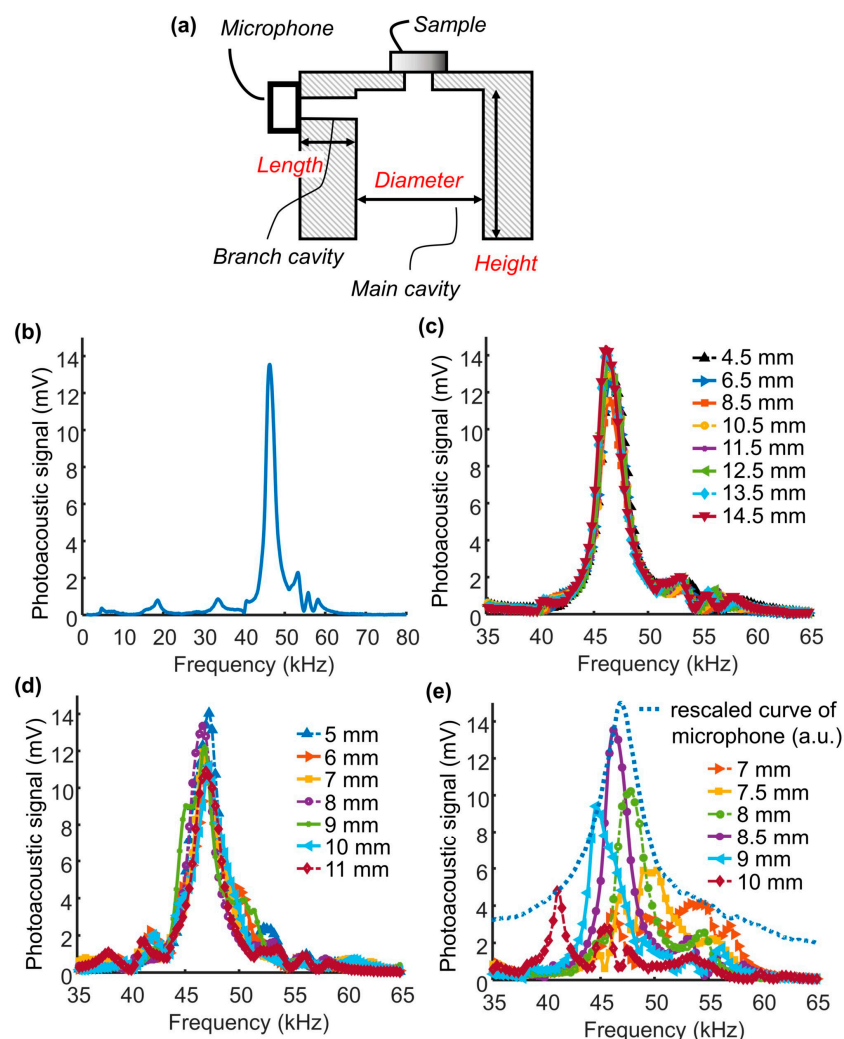 (a)
Microphone
Sample
Length
Diameter
Branch cavity
Main cavity
Height
(b)
Photoacoustic signal (mV)
14
12
10
8
6
4
2
0
0 10 20 30 40 50 60 70 80
Frequency (kHz)
(c)
Photoacoustic signal (mV)
14
12
10
8
6
4
2
0
4.5 mm
6.5 mm
8.5 mm
10.5 mm
11.5 mm
12.5 mm
13.5 mm
14.5 mm
35 40 45 50 55 60 65
Frequency (kHz)
(d)
Photoacoustic signal (mV)
14
12
10
8
6
4
2
0
5 mm
6 mm
7 mm
8 mm
9 mm
10 mm
11 mm
35 40 45 50 55 60 65
Frequency (kHz)
(e)
Photoacoustic signal (mV)
14
12
10
8
6
4
2
0
rescaled curve of
microphone (a.u.)
7 mm
7.5 mm
8 mm
8.5 mm
9 mm
10 mm
35 40 45 50 55 60 65
Frequency (kHz)